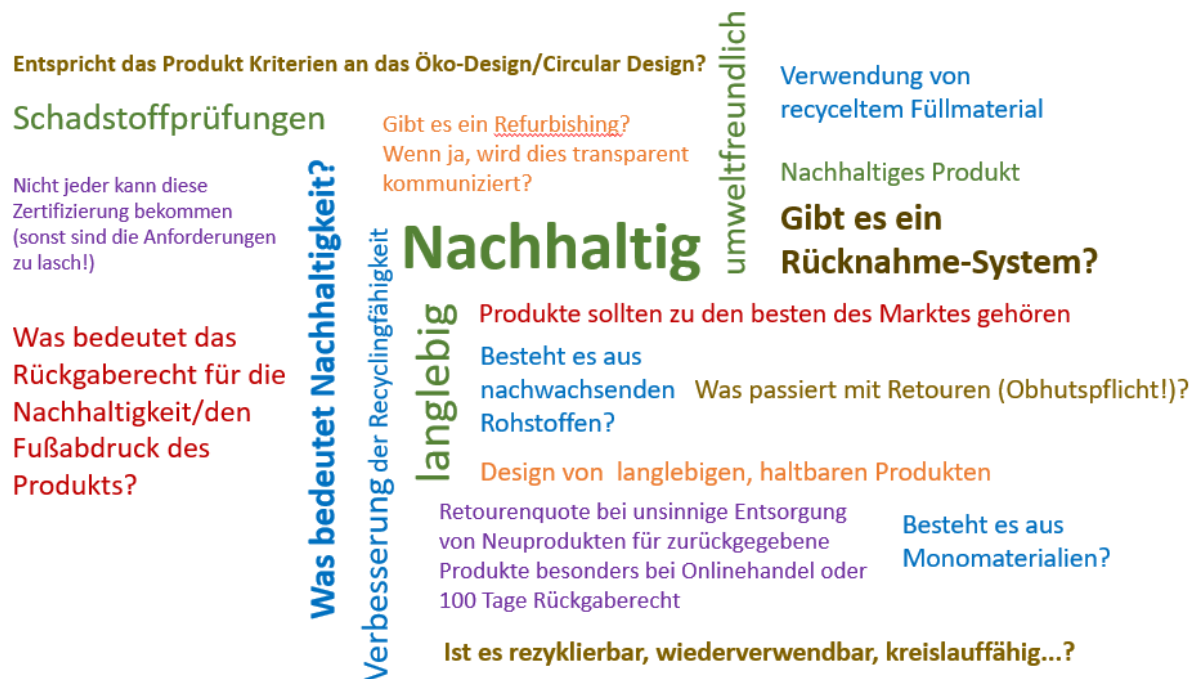 Entspricht das Produkt Kriterien an das Öko-Design/Circular Design?
Schadstoffprüfungen
Gibt es ein Refurbishing?
Wenn ja, wird dies transparent
kommuniziert?
umweltfreundlich
Verwendung von
recyceltem Füllmaterial
Nicht jeder kann diese
Zertifizierung bekommen
(sonst sind die Anforderungen
zu lasch!)
Was bedeutet Nachhaltigkeit?
Verbesserung der Recyclingfähigkeit
Nachhaltig
Nachhaltiges Produkt
Gibt es ein
Rücknahme-System?
Was bedeutet das
Rückgaberecht für die
Nachhaltigkeit/den
Fußabdruck des
Produkts?
langlebig
Produkte sollten zu den besten des Marktes gehören
Besteht es aus
nachwachsenden
Rohstoffen?
Was passiert mit Retouren (Obhutspflicht!)?
Design von langlebigen, haltbaren Produkten
Retourenquote bei unsinnige Entsorgung
von Neuprodukten für zurückgegebene
Produkte besonders bei Onlinehandel oder
100 Tage Rückgaberecht
Besteht es aus
Monomaterialien?
Ist es rezyklierbar, wiederverwendbar, kreislauffähig...?